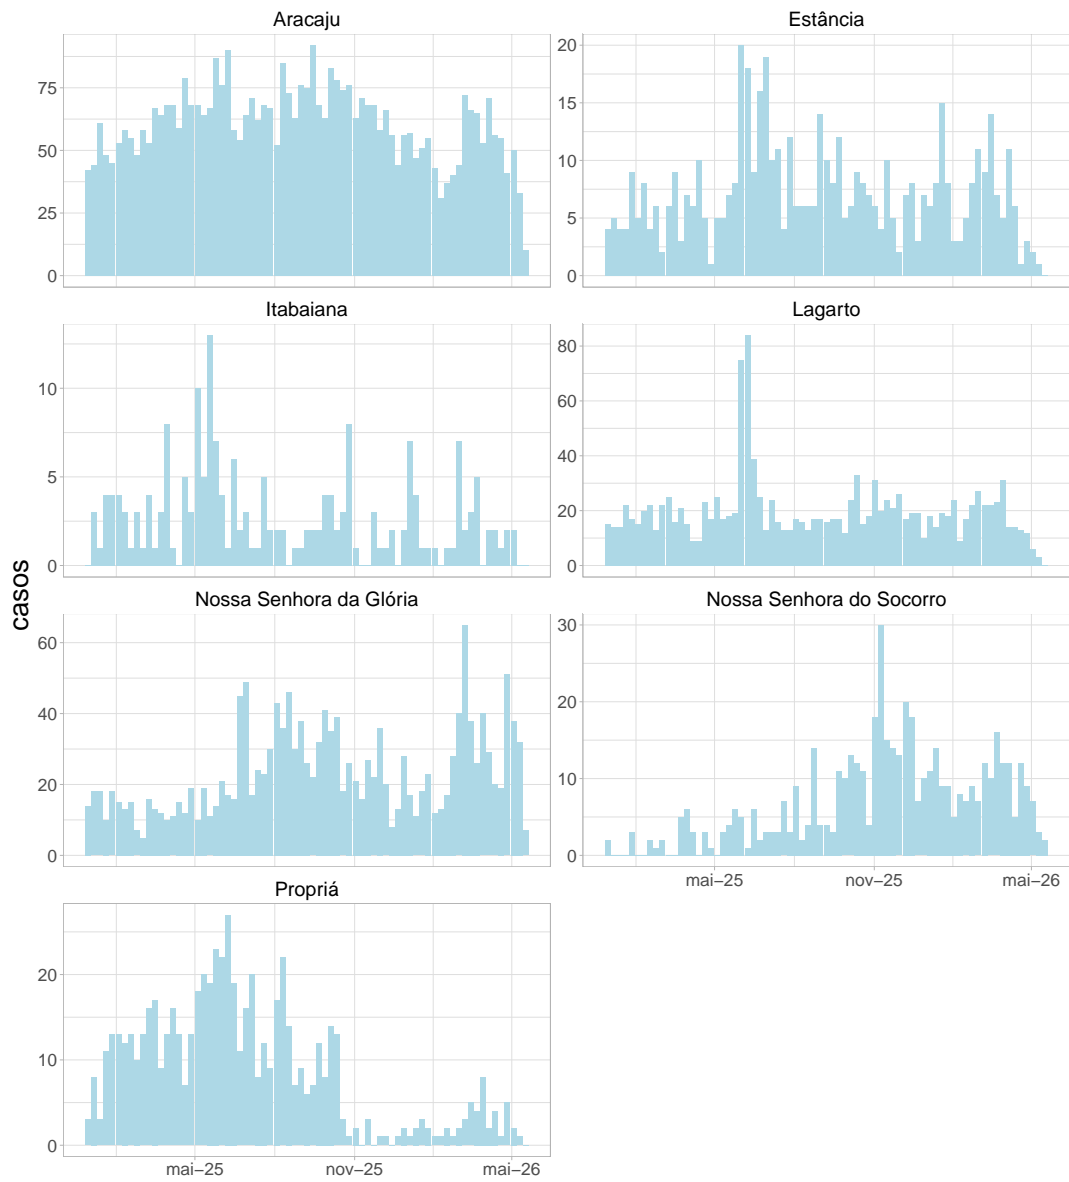 Aracaju
Estância
75
50
25
0
20
15
10
5
0
Itabaiana
Lagarto
10
5
0
80
60
40
20
0
casos
Nossa Senhora da Glória
Nossa Senhora do Socorro
60
40
20
0
30
20
10
0
mai–25 nov–25 mai–26
Propriá
20
10
0
mai–25 nov–25 mai–26